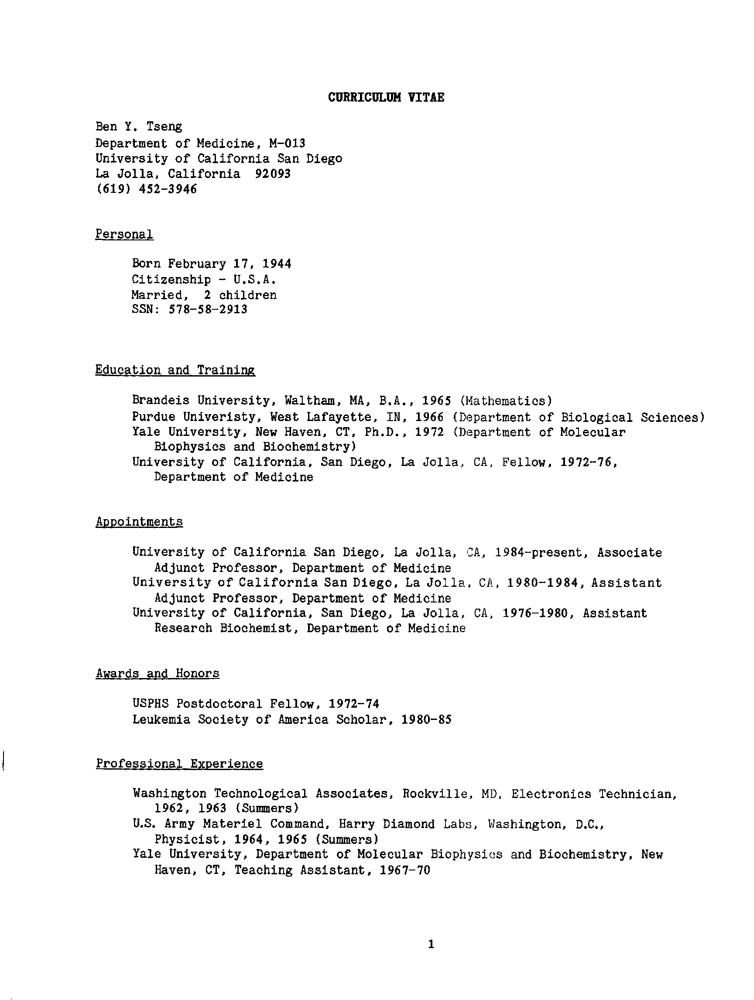 CURRICULUM VITAE
Ben Y. Tseng
Department of Medicine, M-013
University of California San Diego
La Jolla, California 92093
(619) 452-3946
Personal
Born February 17, 1944
Citizenship - U.S.A.
Married, 2 children
SSN: 578-58-2913
Education and Training
Brandeis University, Waltham, MA, B.A., 1965 (Mathematics)
Purdue Univeristy, West Lafayette, IN, 1966 (Department of Biological Sciences)
Yale University, New Haven, CT, Ph.D., 1972 (Department of Molecular
Biophysics and Biochemistry)
University of California, San Diego, La Jolla, CA, Fellow, 1972-76,
Department of Medicine
Appointments
University of California San Diego, La Jolla, CA, 1984-present, Associate
Adjunct Professor, Department of Medicine
University of California San Diego, La Jolla, CA, 1980-1984, Assistant
Adjunct Professor, Department of Medicine
University of California, San Diego, La Jolla, CA, 1976-1980, Assistant
Research Biochemist, Department of Medicine
Awards and Honors
USPHS Postdoctoral Fellow, 1972-74
Leukemia Society of America Scholar, 1980-85
Professional Experience
Washington Technological Associates, Rockville, MD, Electronics Technician,
1962, 1963 (Summers)
U.S. Army Materiel Command, Harry Diamond Labs, Washington, D.C.,
Physicist, 1964, 1965 (Summers)
Yale University, Department of Molecular Biophysics and Biochemistry, New
Haven, CT, Teaching Assistant, 1967-70
1